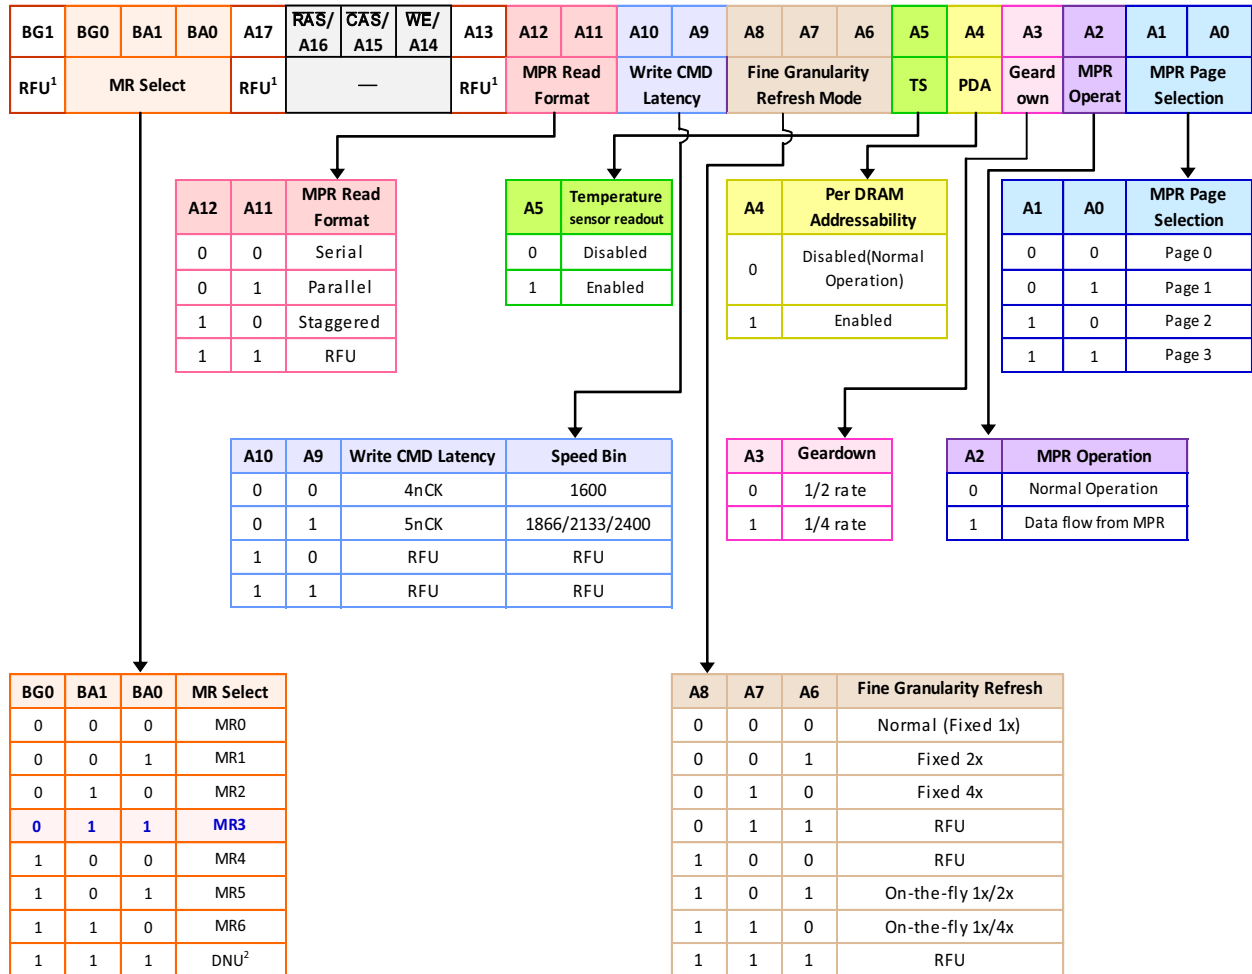 BG1 BG0 BA1 BA0 A17 RAS/ A16 CAS/ A15 WE/ A14 A13 A12 A11 A10 A9 A8 A7 A6 A5 A4 A3 A2 A1 A0
RFU1 MR Select RFU1 — RFU1 MPR Read Format Write CMD Latency Fine Granularity Refresh Mode TS PDA Geard own MPR Operat MPR Page Selection
A12 A11 MPR Read Format
0 0 Serial
0 1 Parallel
1 0 Staggered
1 1 RFU
A5 Temperature sensor readout
0 Disabled
1 Enabled
A4 Per DRAM Addressability
0 Disabled(Normal Operation)
1 Enabled
A1 A0 MPR Page Selection
0 0 Page 0
0 1 Page 1
1 0 Page 2
1 1 Page 3
A10 A9 Write CMD Latency Speed Bin
0 0 4nCK 1600
0 1 5nCK 1866/2133/2400
1 0 RFU RFU
1 1 RFU RFU
A3 Geardown
0 1/2 rate
1 1/4 rate
A2 MPR Operation
0 Normal Operation
1 Data flow from MPR
BG0 BA1 BA0 MR Select
0 0 0 MR0
0 0 1 MR1
0 1 0 MR2
0 1 1 MR3
1 0 0 MR4
1 0 1 MR5
1 1 0 MR6
1 1 1 DNU2
A8 A7 A6 Fine Granularity Refresh
0 0 0 Normal (Fixed 1x)
0 0 1 Fixed 2x
0 1 0 Fixed 4x
0 1 1 RFU
1 0 0 RFU
1 0 1 On-the-fly 1x/2x
1 1 0 On-the-fly 1x/4x
1 1 1 RFU